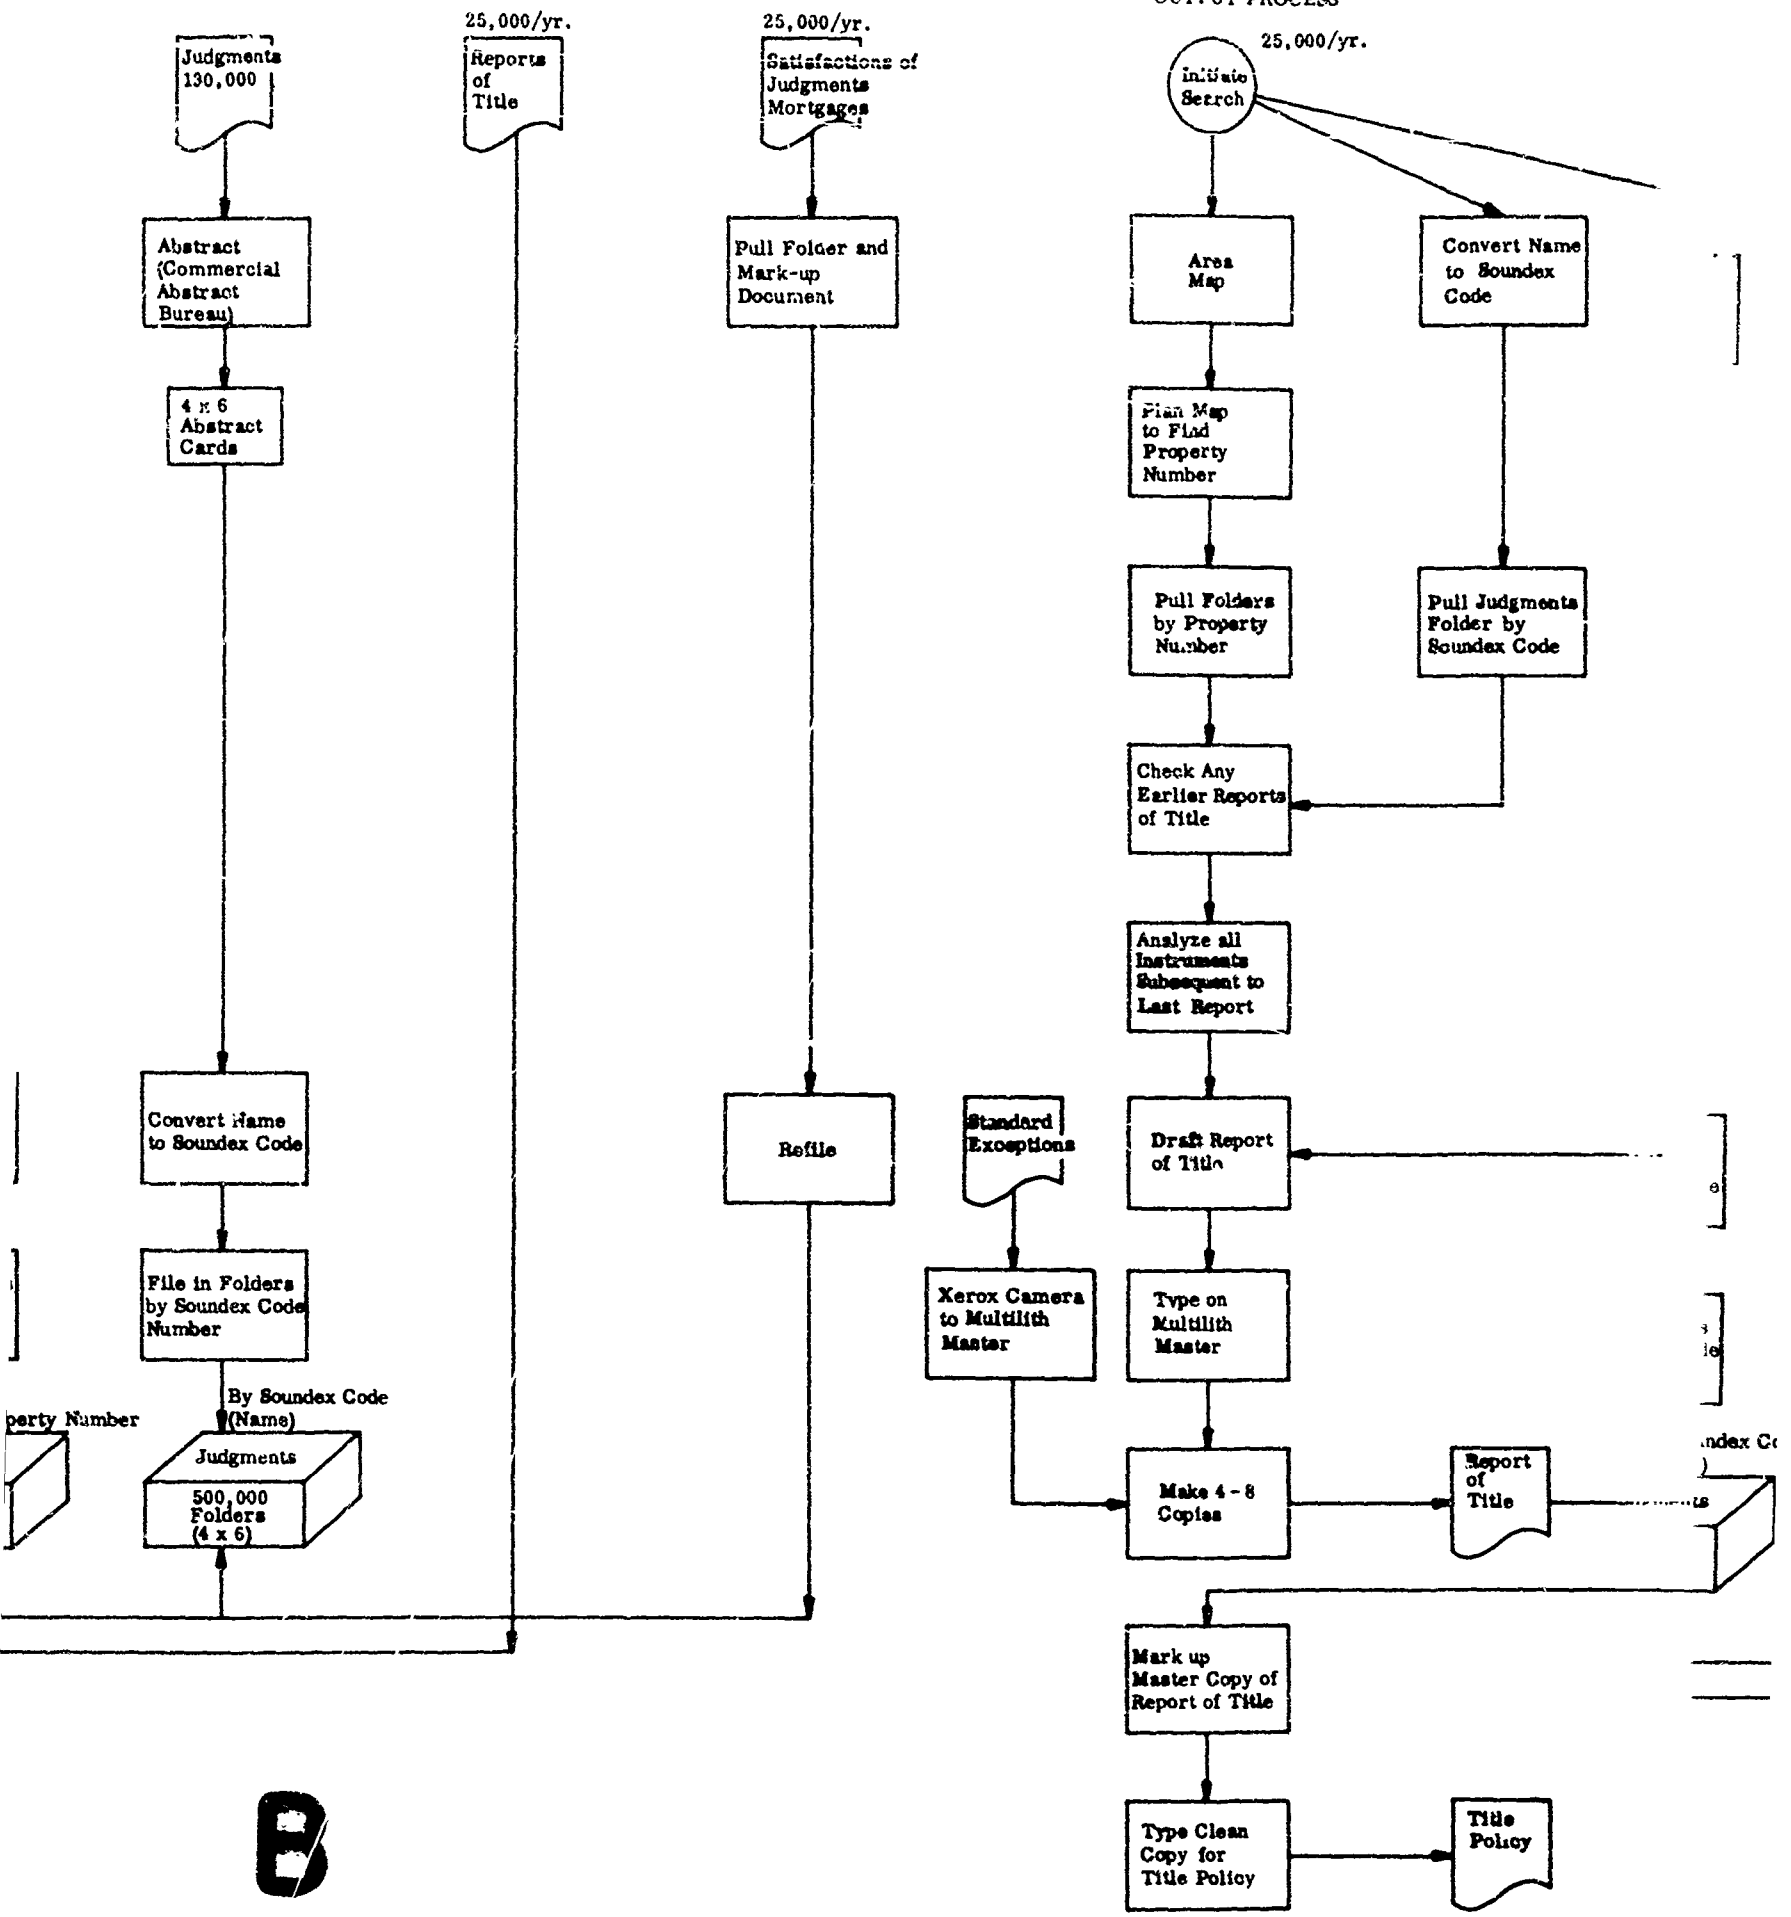 25,000/yr.
25,000/yr.
25,000/yr.
Judgments
130,000
Reports
of
Title
Satisfactions of
Judgments
Mortgages
Initiate
Search
Abstract
(Commercial
Abstract
Bureau)
Pull Folder and
Mark-up
Document
Area
Map
Convert Name
to Soundex
Code
4 x 6
Abstract
Cards
Plan Map
to Find
Property
Number
Pull Folders
by Property
Number
Pull Judgments
Folder by
Soundex Code
Check Any
Earlier Reports
of Title
Analyze all
Instruments
Subsequent to
Last Report
Convert Name
to Soundex Code
Refile
Standard
Exceptions
Draft Report
of Title
e
File in Folders
by Soundex Code
Number
Xerox Camera
to Multilith
Master
Type on
Multilith
Master
s
le
perty Number
By Soundex Code
(Name)
Judgments
500,000
Folders
(4 x 6)
Make 4-8
Copies
Report
of
Title
ndex Co
)
ts
Mark up
Master Copy of
Report of Title
Type Clean
Copy for
Title Policy
Title
Policy
B